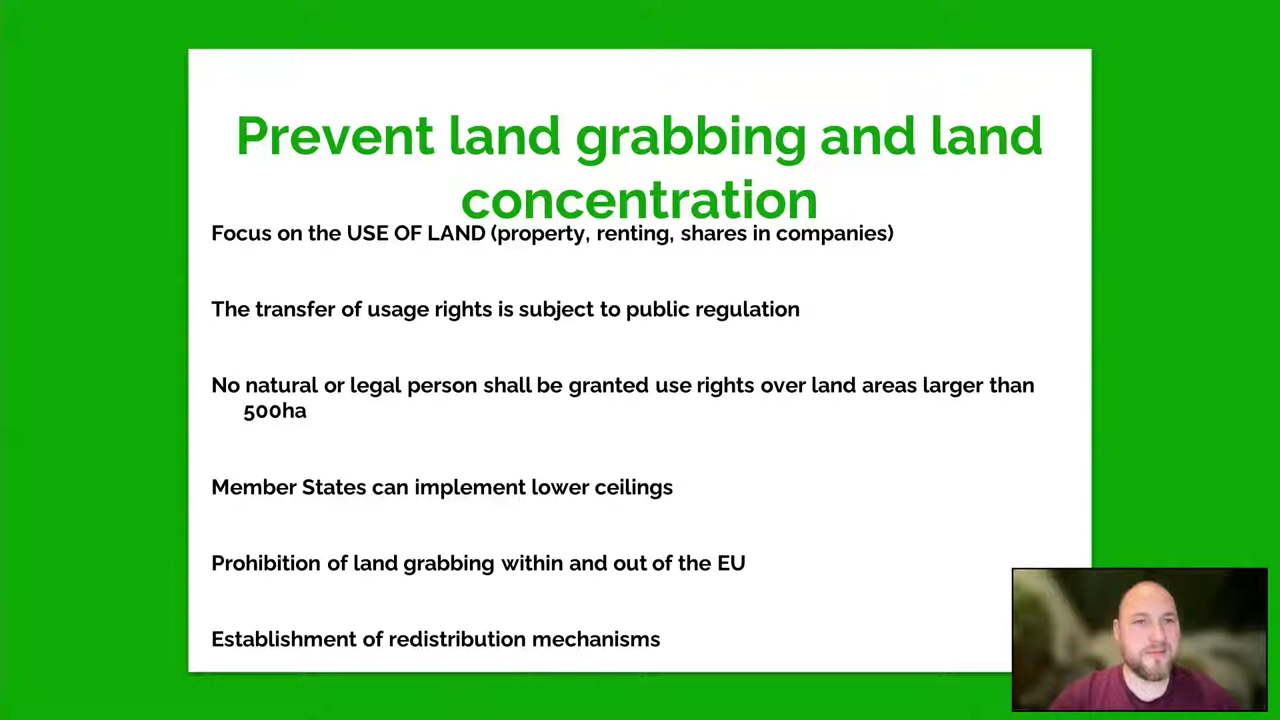 Prevent land grabbing and land
concentration
Focus on the USE OF LAND (property, renting, shares in companies)
The transfer of usage rights is subject to public regulation
No natural or legal person shall be granted use rights over land areas larger than
500ha
Member States can implement lower ceilings
Prohibition of land grabbing within and out of the EU
Establishment of redistribution mechanisms